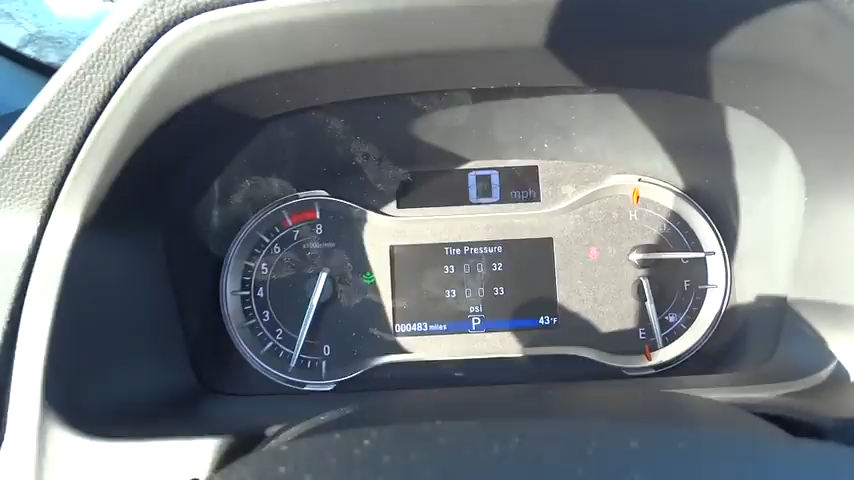 0 mph
8
7
6
5
4
3
2
0
x1000r/min
Tire Pressure
33 32
33 33
psi
000483 miles P 43°F
H
C
F
E